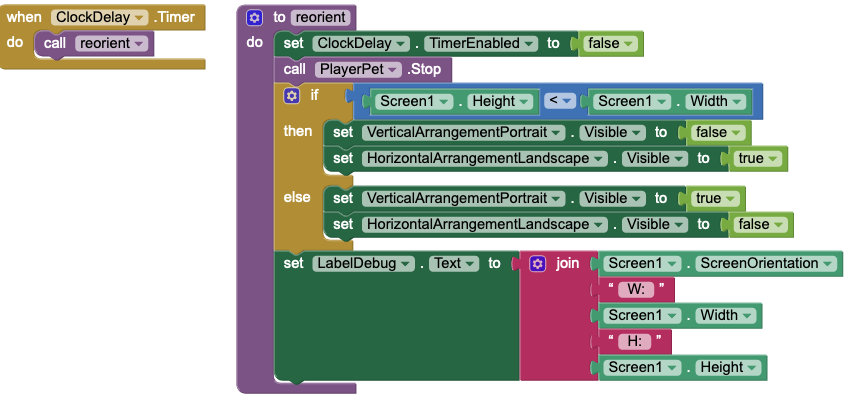 when ClockDelay .Timer
do call reorient
to reorient
do set ClockDelay . TimerEnabled to false
call PlayerPet .Stop
if Screen1 . Height < Screen1 . Width
then set VerticalArrangementPortrait . Visible to false
set HorizontalArrangementLandscape . Visible to true
else set VerticalArrangementPortrait . Visible to true
set HorizontalArrangementLandscape . Visible to false
set LabelDebug . Text to join Screen1 . ScreenOrientation
“ W: ”
Screen1 . Width
“ H: ”
Screen1 . Height